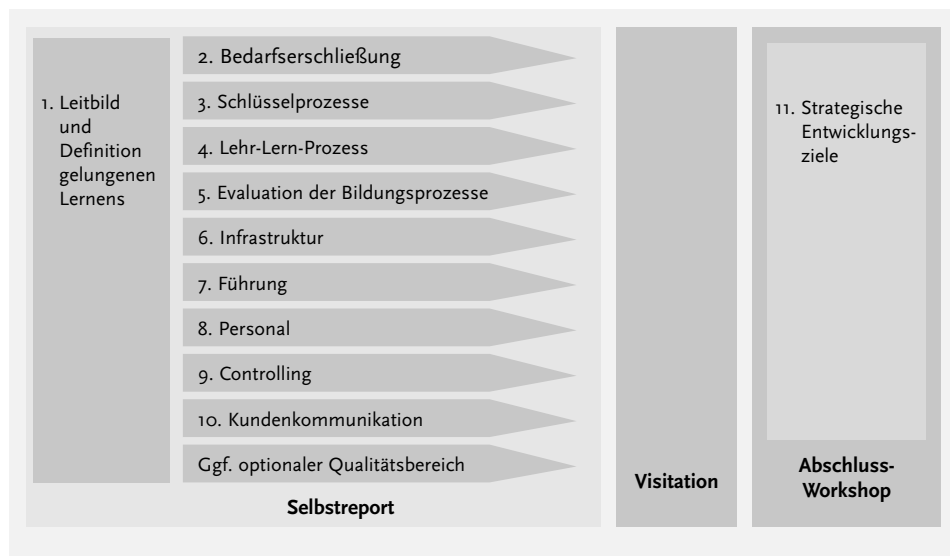 1. Leitbild
und
Definition
gelungenen
Lernens
2. Bedarfserschließung
3. Schlüsselprozesse
4. Lehr-Lern-Prozess
5. Evaluation der Bildungsprozesse
6. Infrastruktur
7. Führung
8. Personal
9. Controlling
10. Kundenkommunikation
Ggf. optionaler Qualitätsbereich
Selbstreport
Visitation
11. Strategische
Entwicklungs-
ziele
Abschluss-
Workshop